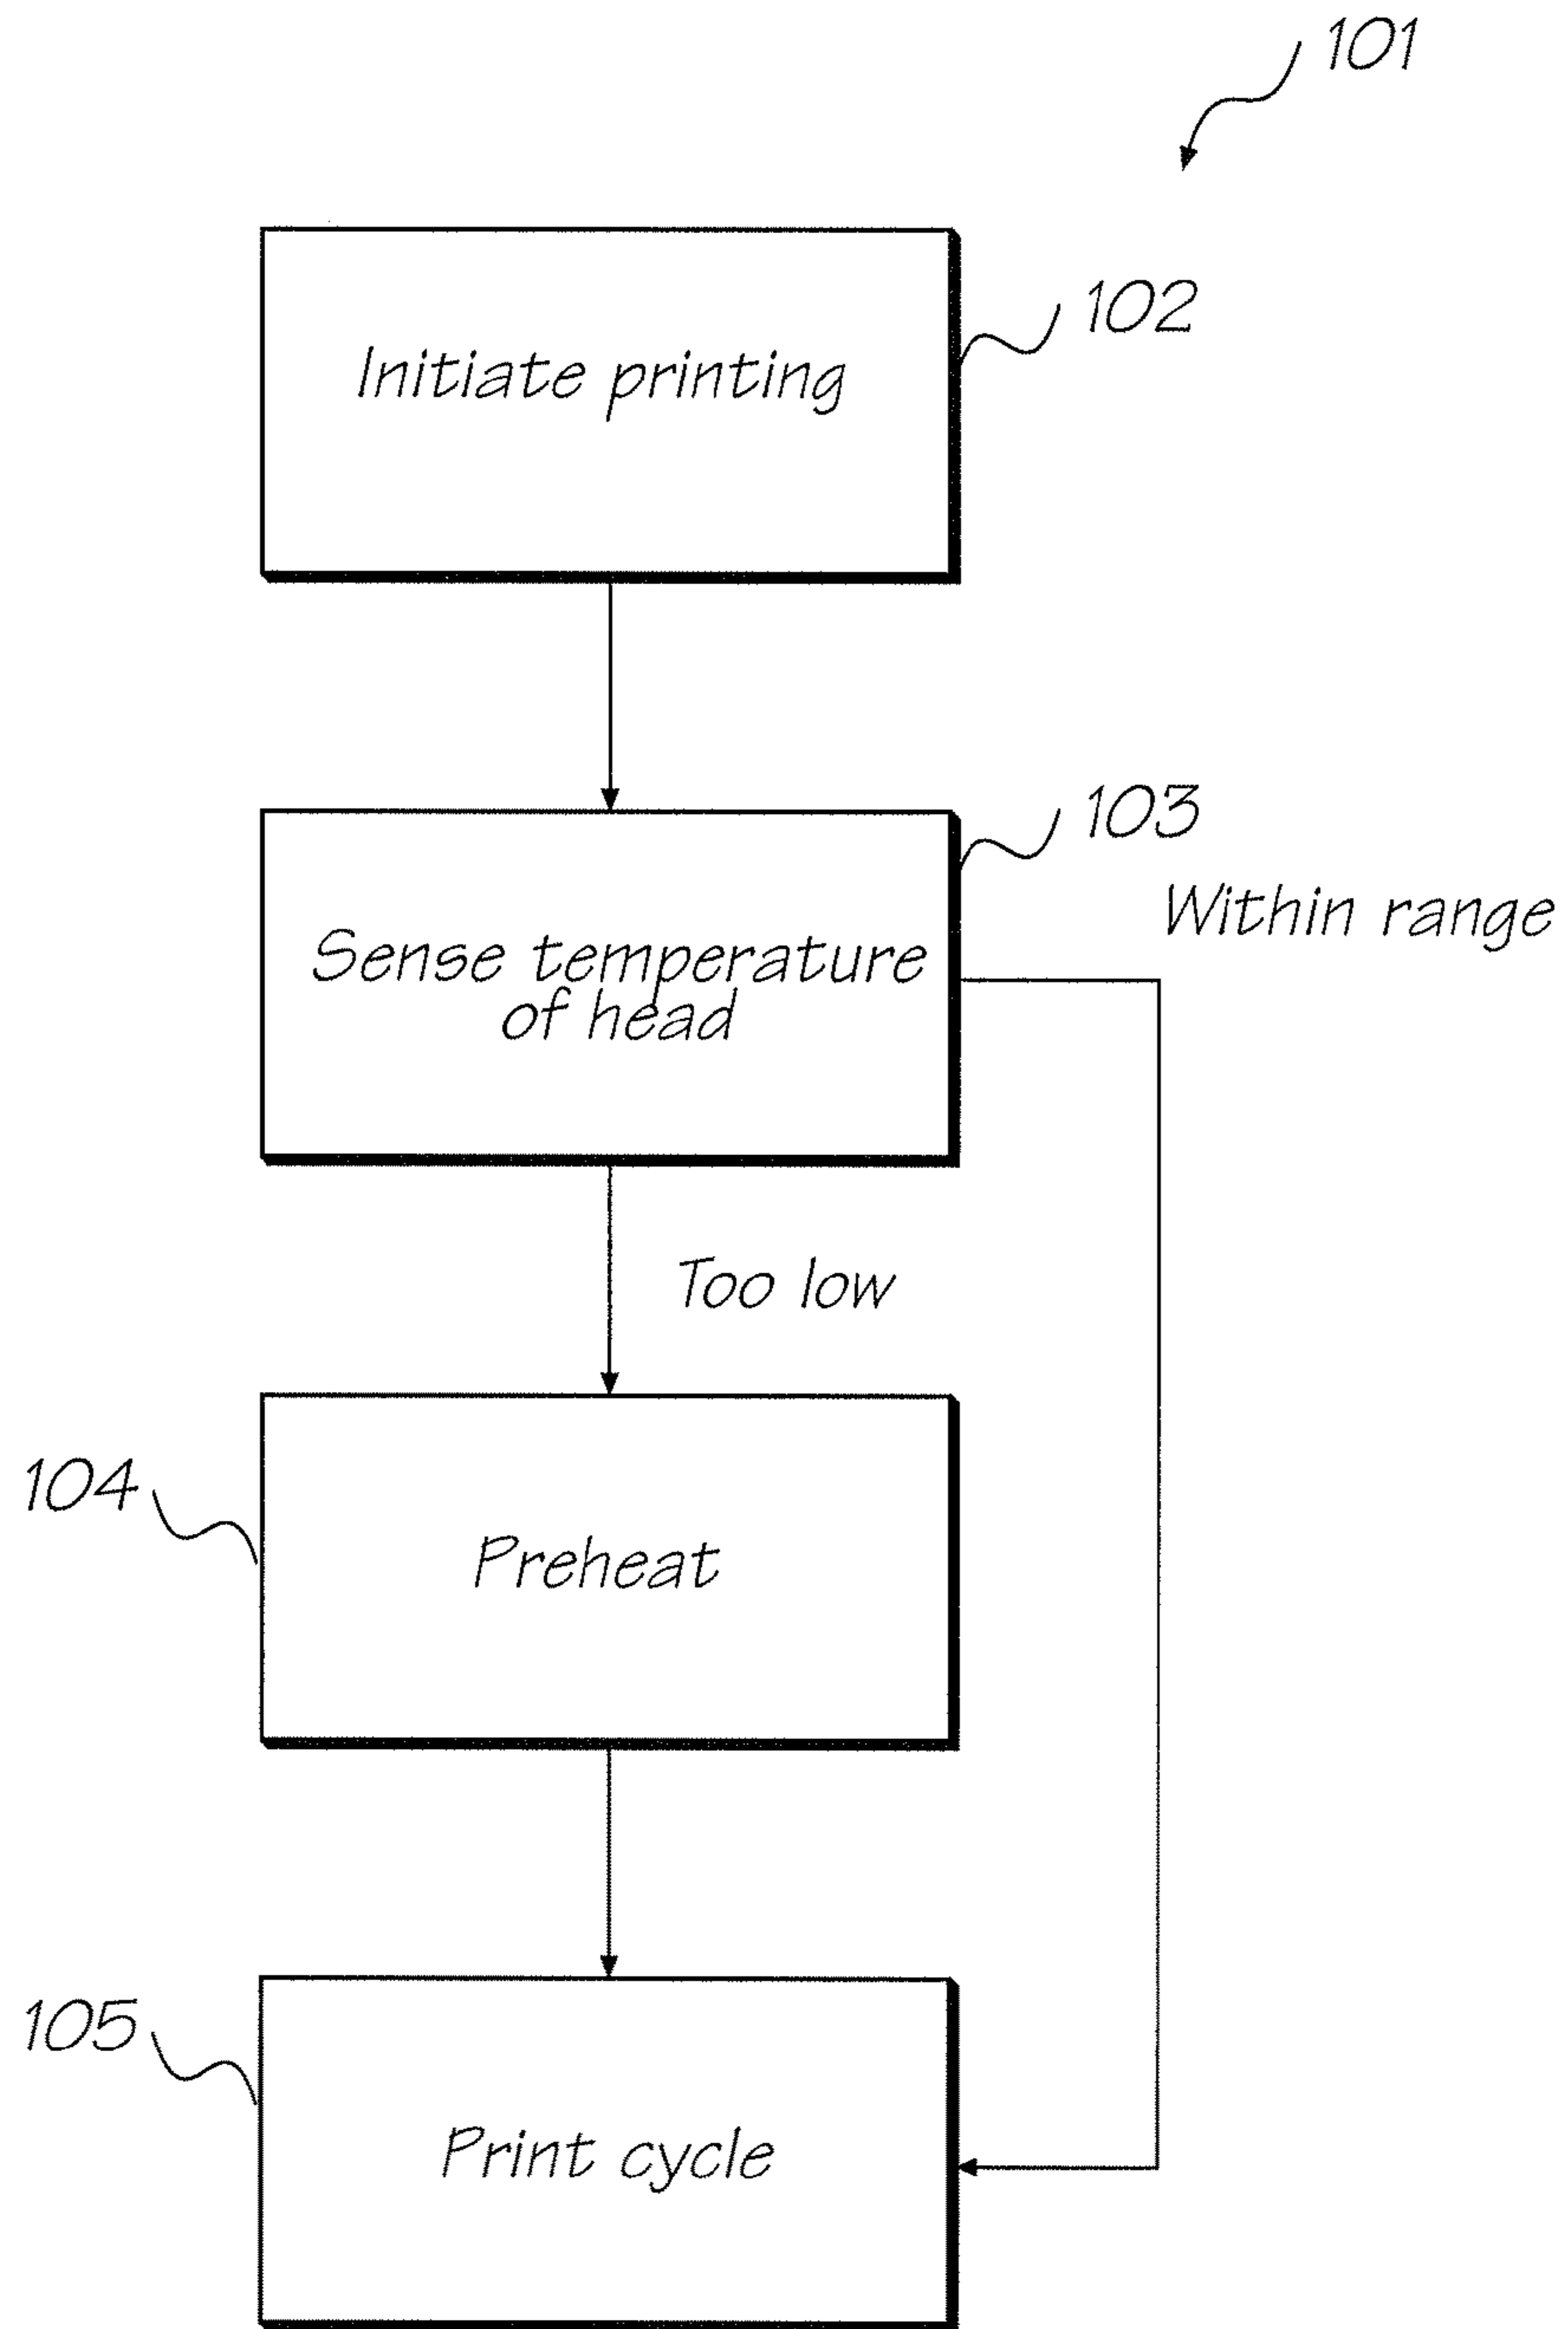 101
102
Initiate printing
103
Within range
Sense temperature
of head
Too low
104
Preheat
105
Print cycle